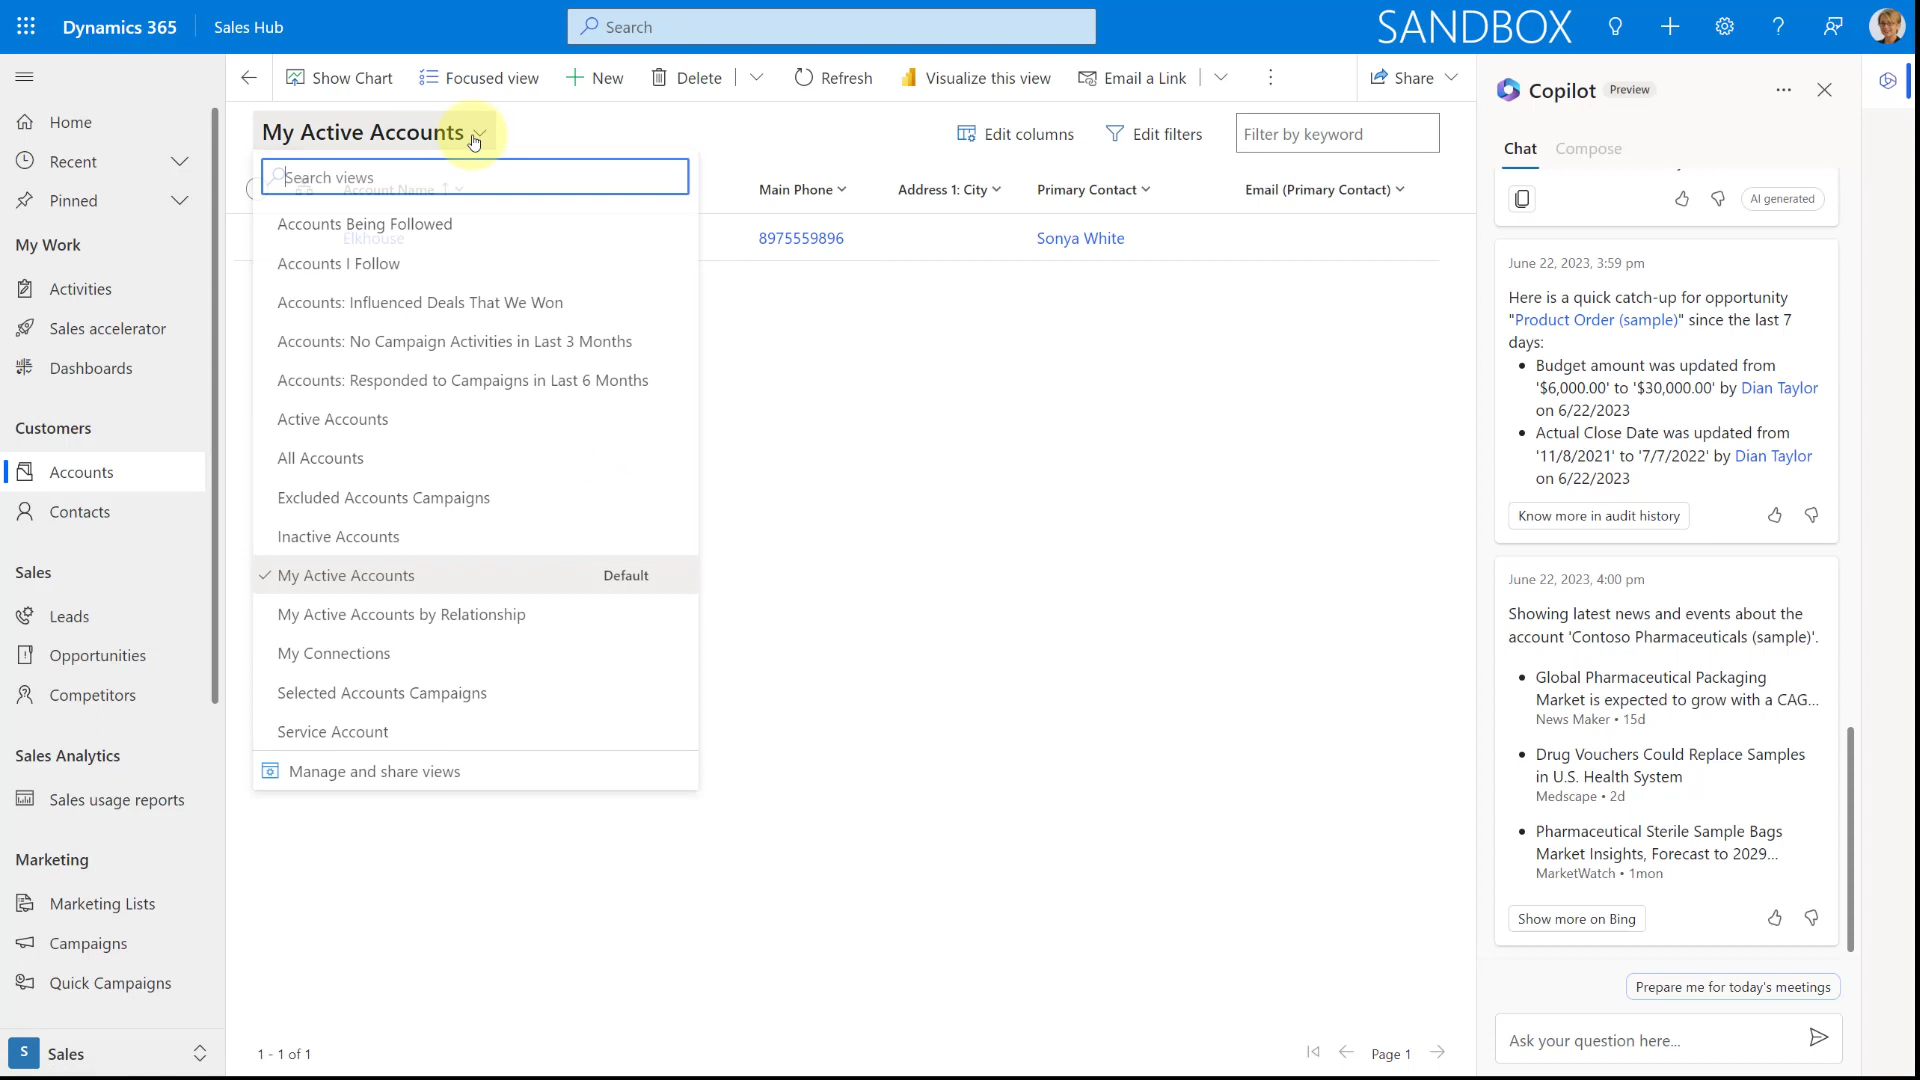 Dynamics 365
Sales Hub
Search
SANDBOX
Show Chart
Focused view
New
Delete
Refresh
Visualize this view
Email a Link
Share
Home
Recent
Pinned
My Work
Activities
Sales accelerator
Dashboards
Customers
Accounts
Contacts
Sales
Leads
Opportunities
Competitors
Sales Analytics
Sales usage reports
Marketing
Marketing Lists
Campaigns
Quick Campaigns
S
Sales
My Active Accounts
Edit columns
Edit filters
Filter by keyword
Search views
Account Name ↑
Main Phone
Address 1: City
Primary Contact
Email (Primary Contact)
Elkhouse
8975559896
Sonya White
Accounts Being Followed
Accounts I Follow
Accounts: Influenced Deals That We Won
Accounts: No Campaign Activities in Last 3 Months
Accounts: Responded to Campaigns in Last 6 Months
Active Accounts
All Accounts
Excluded Accounts Campaigns
Inactive Accounts
My Active Accounts Default
My Active Accounts by Relationship
My Connections
Selected Accounts Campaigns
Service Account
Manage and share views
1 - 1 of 1
Page 1
Copilot Preview
Chat Compose
AI generated
June 22, 2023, 3:59 pm
Here is a quick catch-up for opportunity
"Product Order (sample)" since the last 7
days:
• Budget amount was updated from
'$6,000.00' to '$30,000.00' by Dian Taylor
on 6/22/2023
• Actual Close Date was updated from
'11/8/2021' to '7/7/2022' by Dian Taylor
on 6/22/2023
Know more in audit history
June 22, 2023, 4:00 pm
Showing latest news and events about the
account 'Contoso Pharmaceuticals (sample)'.
• Global Pharmaceutical Packaging
Market is expected to grow with a CAG...
News Maker • 15d
• Drug Vouchers Could Replace Samples
in U.S. Health System
Medscape • 2d
• Pharmaceutical Sterile Sample Bags
Market Insights, Forecast to 2029...
MarketWatch • 1mon
Show more on Bing
Prepare me for today's meetings
Ask your question here...